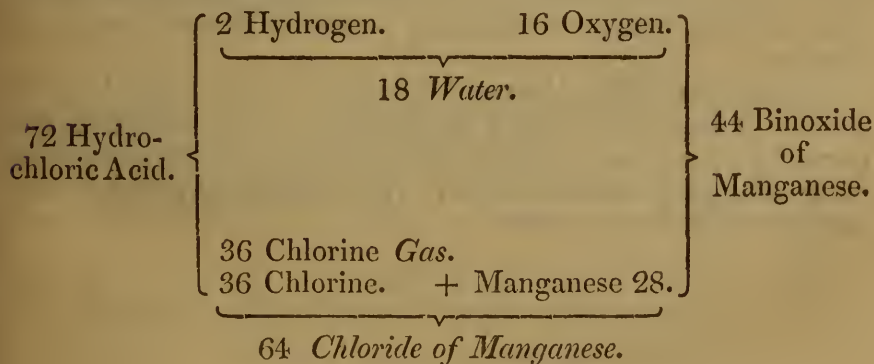 2 Hydrogen. 16 Oxygen.
18 Water.
72 Hydro-
chloric Acid.
44 Binoxide
of
Manganese.
36 Chlorine Gas.
36 Chlorine. + Manganese 28.
64 Chloride of Manganese.